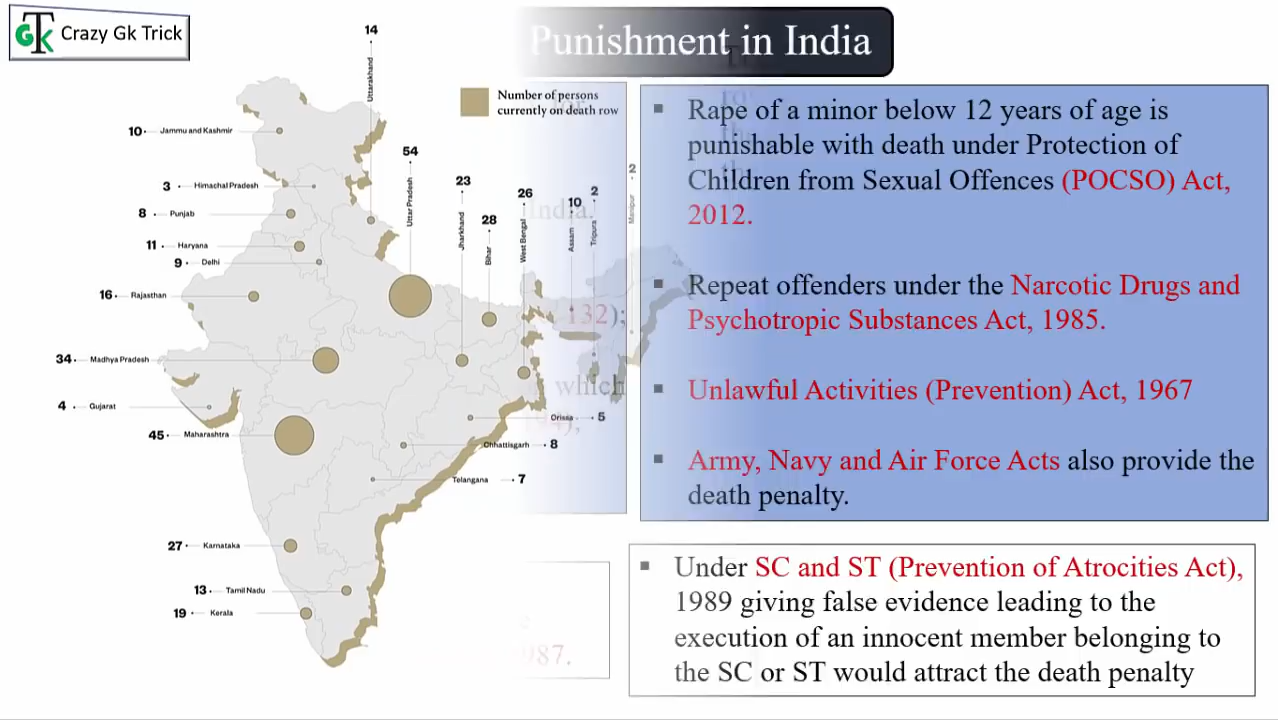 Crazy Gk Trick
Punishment in India
Number of persons
currently on death row
14
Uttarakhand
10
Jammu and Kashmir
54
Uttar Pradesh
3
Himachal Pradesh
8
Punjab
11
Haryana
9
Delhi
16
Rajasthan
23
Jharkhand
28
Bihar
26
West Bengal
10
Assam
2
Tripura
2
Manipur
34
Madhya Pradesh
4
Gujarat
45
Maharashtra
Orissa
5
Chhattisgarh
8
Telangana
7
27
Karnataka
13
Tamil Nadu
19
Kerala
India.
132);
which
987.
▪ Rape of a minor below 12 years of age is
punishable with death under Protection of
Children from Sexual Offences (POCSO) Act,
2012.
▪ Repeat offenders under the Narcotic Drugs and
Psychotropic Substances Act, 1985.
▪ Unlawful Activities (Prevention) Act, 1967
▪ Army, Navy and Air Force Acts also provide the
death penalty.
▪ Under SC and ST (Prevention of Atrocities Act),
1989 giving false evidence leading to the
execution of an innocent member belonging to
the SC or ST would attract the death penalty